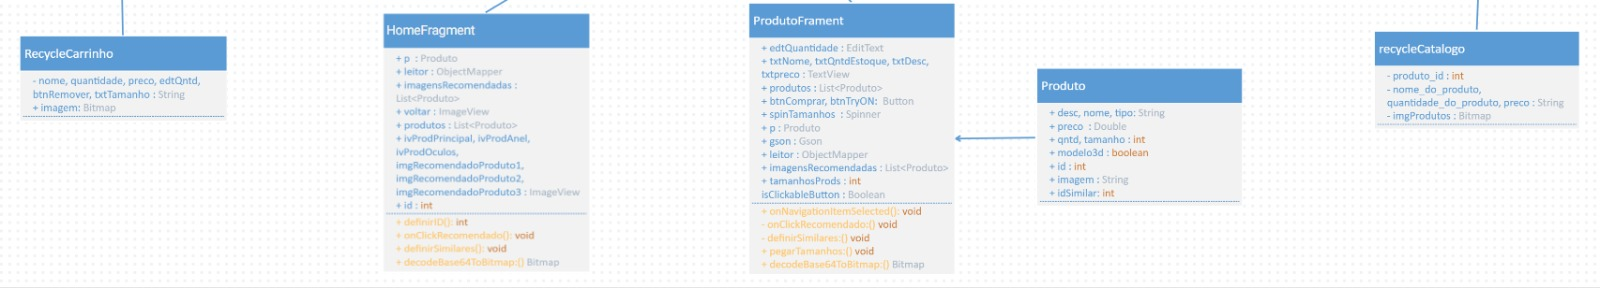 RecycleCarrinho
- nome, quantidade, preco, edtQntd,
btnRemover, txtTamanho : String
+ imagem: Bitmap
HomeFragment
+ p : Produto
+ leitor : ObjectMapper
+ imagensRecomendadas :
List<Produto>
+ voltar : ImageView
+ produtos : List<Produto>
+ ivProdPrincipal, ivProdAnel,
ivProdOculos,
imgRecomendadoProduto1,
imgRecomendadoProduto2,
imgRecomendadoProduto3 : ImageView
+ id : int
+ definirID(): int
+ onClickRecomendado(): void
+ definirSimilares(): void
+ decodeBase64ToBitmap:() Bitmap
ProdutoFrament
+ edtQuantidade : EditText
+ txtNome, txtQntdEstoque, txtDesc,
txtpreco : TextView
+ produtos : List<Produto>
+ btnComprar, btnTryON: Button
+ spinTamanhos : Spinner
+ p : Produto
+ gson : Gson
+ leitor : ObjectMapper
+ imagensRecomendadas : List<Produto>
+ tamanhosProds : int
isClickableButton : Boolean
+ onNavigationItemSelected(): void
- onClickRecomendado:() void
- definirSimilares:() void
+ pegarTamanhos:() void
+ decodeBase64ToBitmap:() Bitmap
Produto
+ desc, nome, tipo: String
+ preco : Double
+ qntd, tamanho : int
+ modelo3d : boolean
+ id : int
+ imagem : String
+ idSimilar: int
recycleCatalogo
- produto_id : int
- nome_do_produto,
quantidade_do_produto, preco : String
- imgProdutos : Bitmap